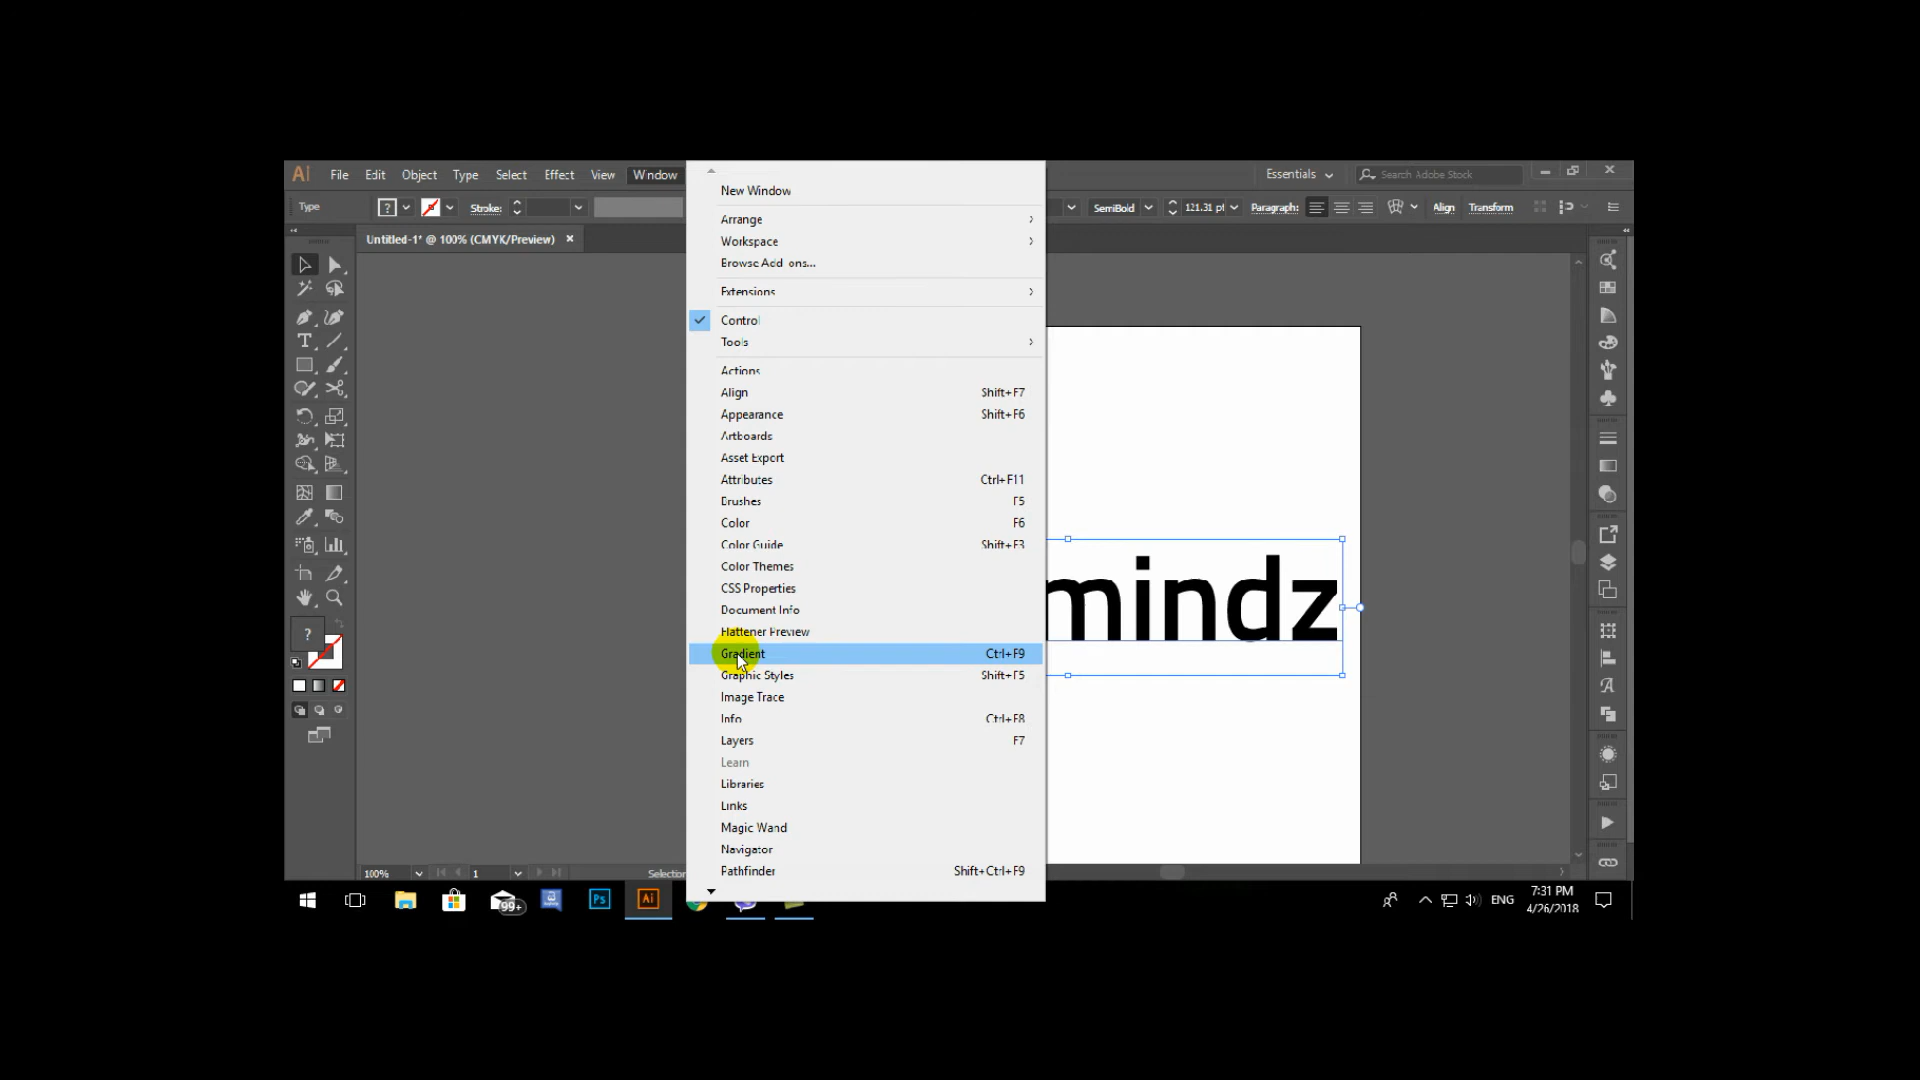 Ai File Edit Object Type Select Effect View Window Essentials Search Adobe Stock
Type ? Stroke: SemiBold 121.31 pt Paragraph: Align Transform
Untitled-1* @ 100% (CMYK/Preview) ×
New Window
Arrange
Workspace
Browse Add-ons...
Extensions
Control
Tools
Actions
Align Shift+F7
Appearance Shift+F6
Artboards
Asset Export
Attributes Ctrl+F11
Brushes F5
Color F6
Color Guide Shift+F3
Color Themes
CSS Properties
Document Info
Flattener Preview
Gradient Ctrl+F9
Graphic Styles Shift+F5
Image Trace
Info Ctrl+F8
Layers F7
Learn
Libraries
Links
Magic Wand
Navigator
Pathfinder Shift+Ctrl+F9
mindz
?
100% 1 Selection
99+ Ps Ai ENG 7:31 PM
4/26/2018